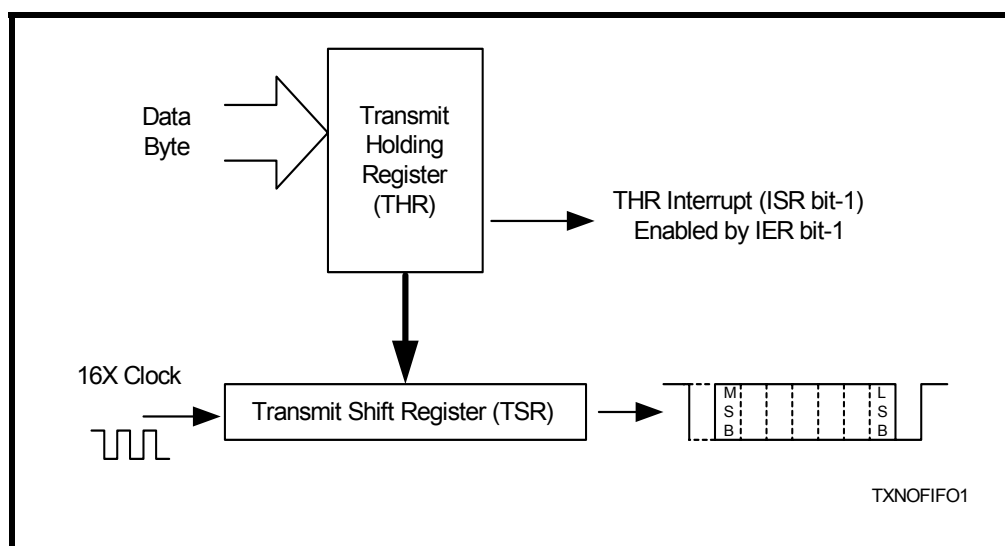 Data
Byte
Transmit
Holding
Register
(THR)
THR Interrupt (ISR bit-1)
Enabled by IER bit-1
16X Clock
Transmit Shift Register (TSR)
M
S
B
L
S
B
TXNOFIFO1